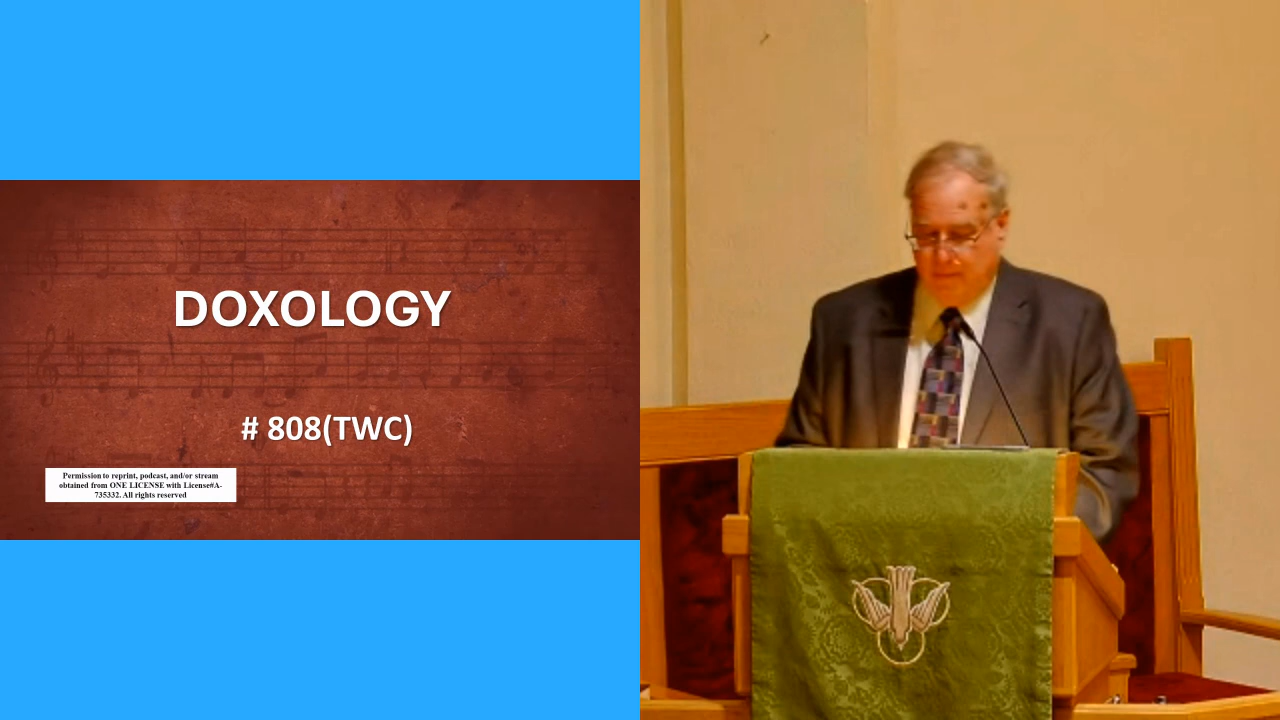 DOXOLOGY
# 808(TWC)
Permission to reprint, podcast, and/or stream
obtained from ONE LICENSE with License#A-
735332. All rights reserved